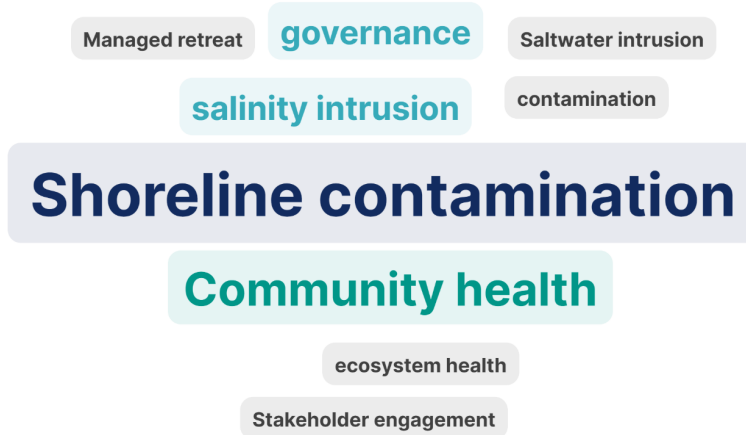 Managed retreat
governance
Saltwater intrusion
salinity intrusion
contamination
Shoreline contamination
Community health
ecosystem health
Stakeholder engagement